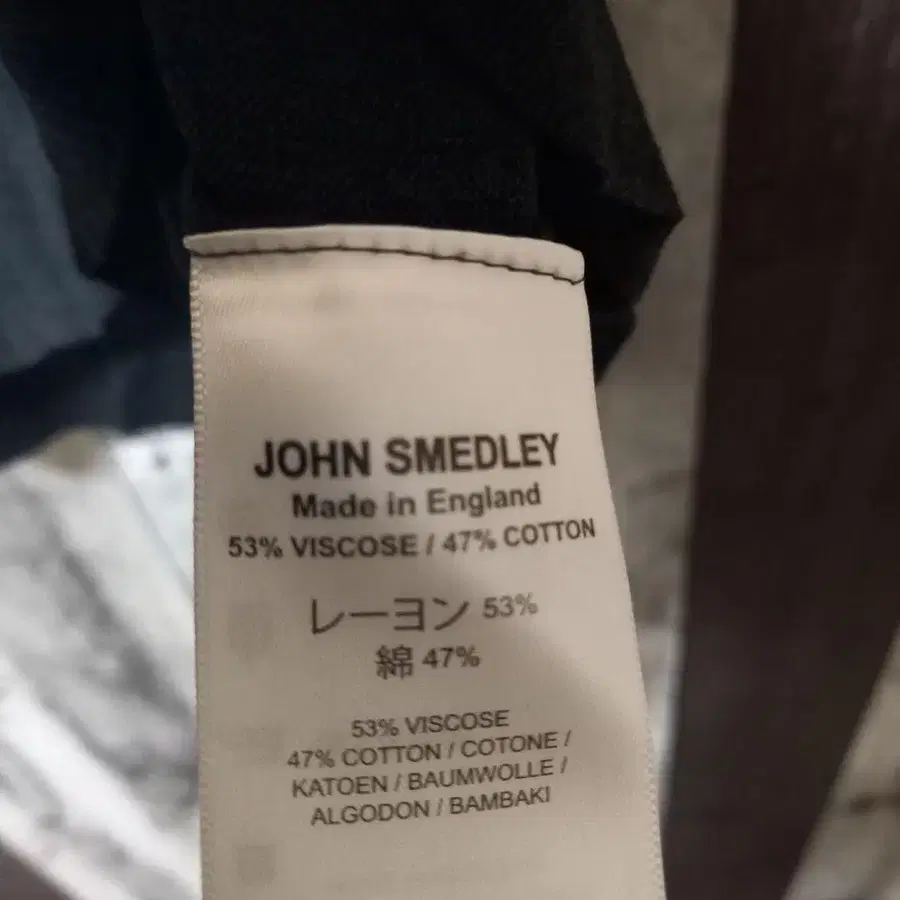 JOHN SMEDLEY
Made in England
53% VISCOSE / 47% COTTON
レーヨン 53%
綿 47%
53% VISCOSE
47% COTTON / COTONE /
KATOEN / BAUMWOLLE /
ALGODON / BAMBAKI